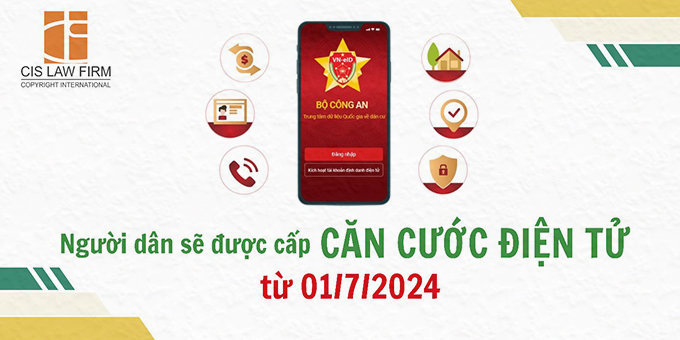 CIS LAW FIRM
COPYRIGHT INTERNATIONAL
VN-eID
BỘ CÔNG AN
Trung tâm dữ liệu Quốc gia về dân cư
Đăng nhập
Kích hoạt tài khoản định danh điện tử
$
Người dân sẽ được cấp CĂN CƯỚC ĐIỆN TỬ
từ 01/7/2024